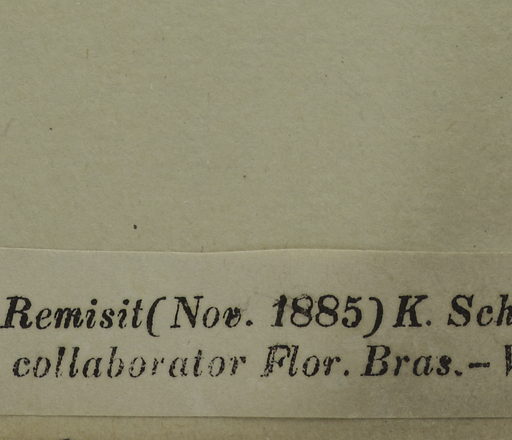 Remisit (Nov. 1885) K. Sch
collaborator Flor. Bras.–